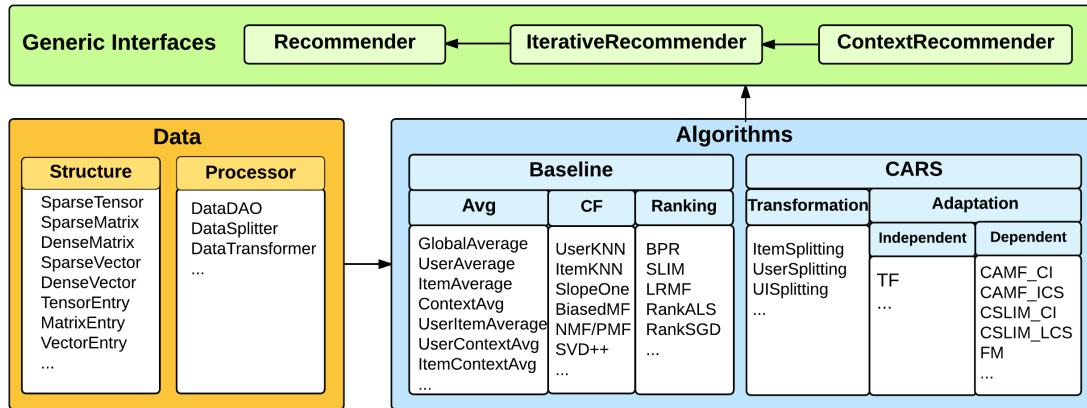 Generic Interfaces
Recommender
IterativeRecommender
ContextRecommender
Data
Structure
SparseTensor
SparseMatrix
DenseMatrix
SparseVector
DenseVector
TensorEntry
MatrixEntry
VectorEntry
...
Processor
DataDAO
DataSplitter
DataTransformer
...
Algorithms
Baseline
Avg
GlobalAverage
UserAverage
ItemAverage
ContextAvg
UserItemAverage
UserContextAvg
ItemContextAvg
...
CF
UserKNN
ItemKNN
SlopeOne
BiasedMF
NMF/PMF
SVD++
...
Ranking
BPR
SLIM
LRMF
RankALS
RankSGD
...
CARS
Transformation
ItemSplitting
UserSplitting
UISplitting
...
Adaptation
Independent
TF
...
Dependent
CAMF_CI
CAMF_ICS
CSLIM_CI
CSLIM_LCS
FM
...